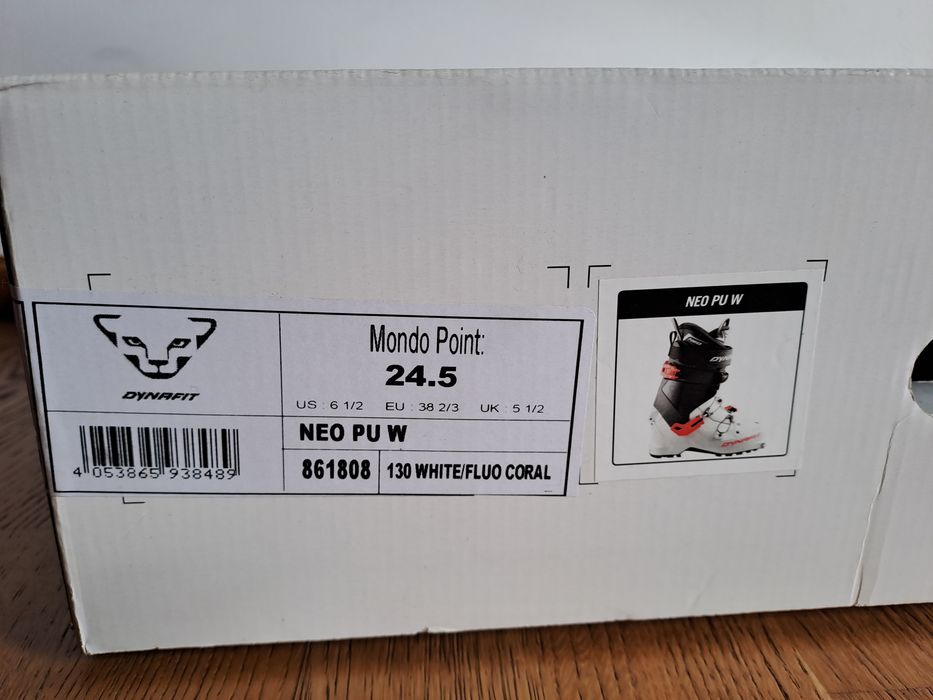 DYNAFIT
4 053865 938489
Mondo Point:
24.5
US : 6 1/2 EU : 38 2/3 UK : 5 1/2
NEO PU W
861808 130 WHITE/FLUO CORAL
NEO PU W
DYNAFIT